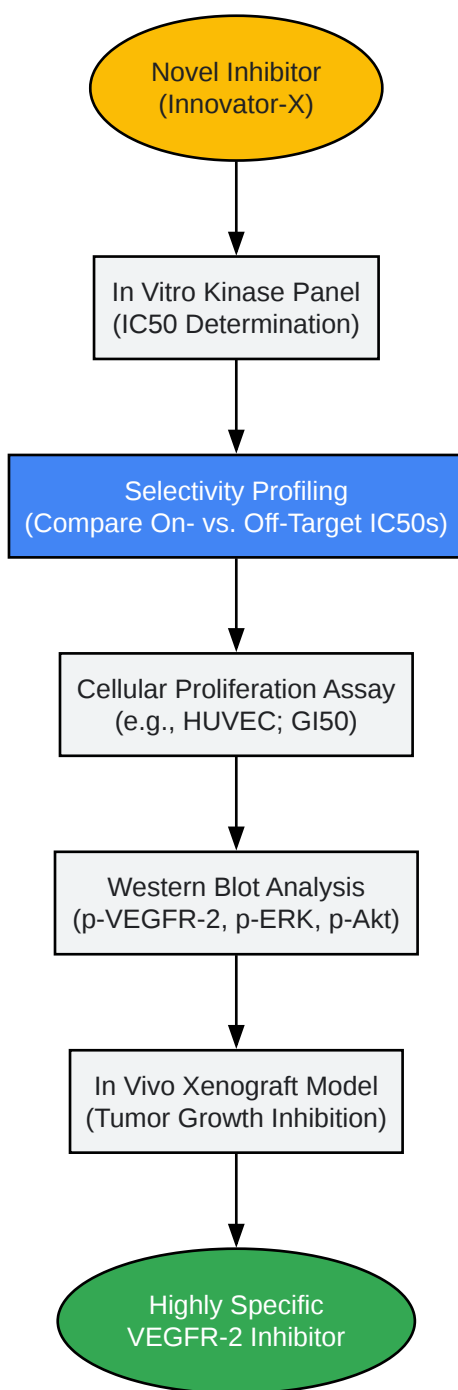 Novel Inhibitor
(Innovator-X)
In Vitro Kinase Panel
(IC50 Determination)
Selectivity Profiling
(Compare On- vs. Off-Target IC50s)
Cellular Proliferation Assay
(e.g., HUVEC; GI50)
Western Blot Analysis
(p-VEGFR-2, p-ERK, p-Akt)
In Vivo Xenograft Model
(Tumor Growth Inhibition)
Highly Specific
VEGFR-2 Inhibitor